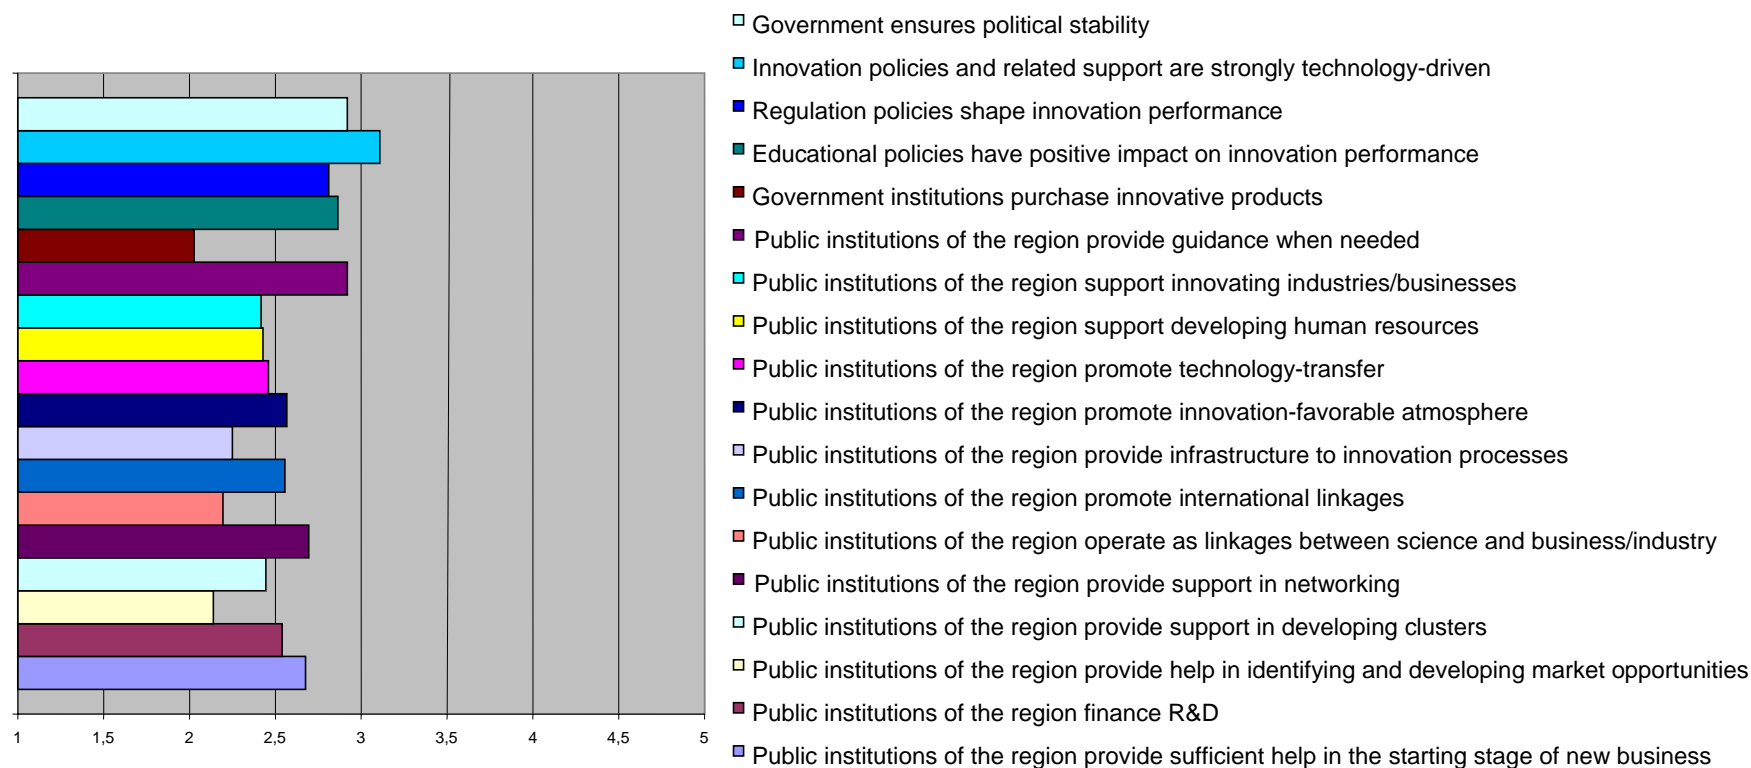 Government ensures political stability
Innovation policies and related support are strongly technology-driven
Regulation policies shape innovation performance
Educational policies have positive impact on innovation performance
Government institutions purchase innovative products
Public institutions of the region provide guidance when needed
Public institutions of the region support innovating industries/businesses
Public institutions of the region support developing human resources
Public institutions of the region promote technology-transfer
Public institutions of the region promote innovation-favorable atmosphere
Public institutions of the region provide infrastructure to innovation processes
Public institutions of the region promote international linkages
Public institutions of the region operate as linkages between science and business/industry
Public institutions of the region provide support in networking
Public institutions of the region provide support in developing clusters
Public institutions of the region provide help in identifying and developing market opportunities
Public institutions of the region finance R&D
Public institutions of the region provide sufficient help in the starting stage of new business
1 1,5 2 2,5 3 3,5 4 4,5 5